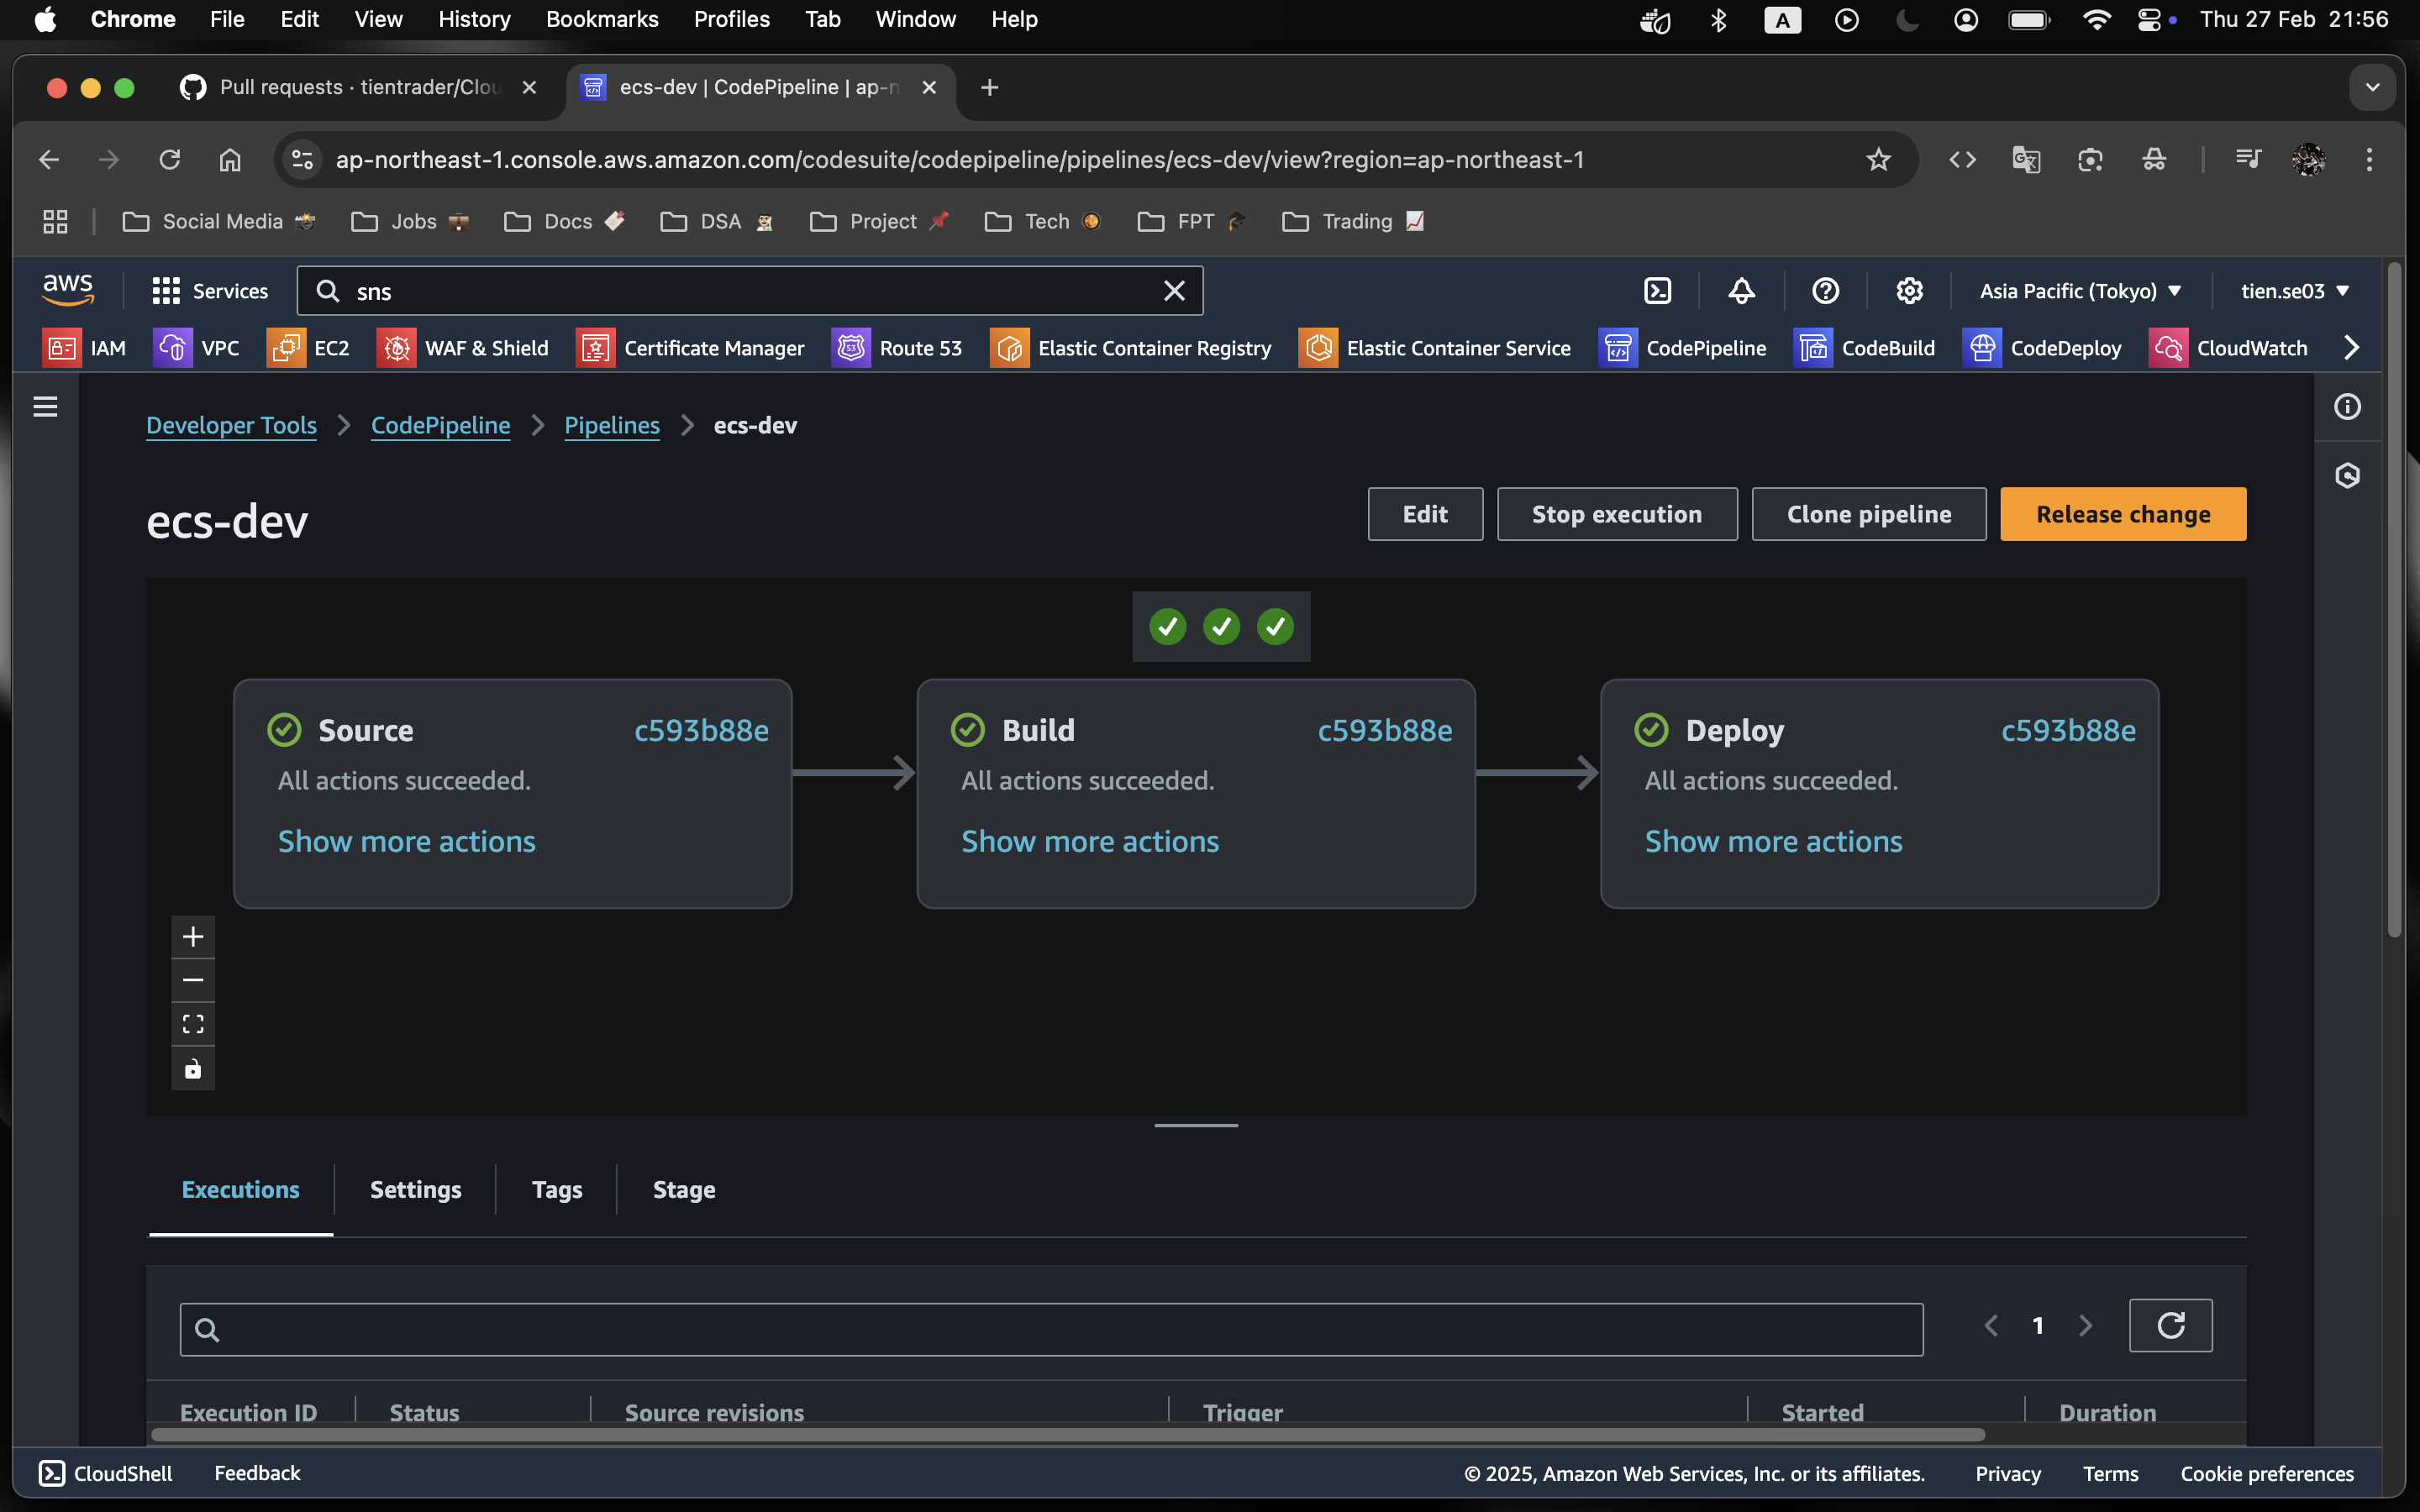 Chrome File Edit View History Bookmarks Profiles Tab Window Help A Thu 27 Feb 21:56
Pull requests · tientrader/Clou ecs-dev | CodePipeline | ap-n
ap-northeast-1.console.aws.amazon.com/codesuite/codepipeline/pipelines/ecs-dev/view?region=ap-northeast-1
Social Media Jobs Docs DSA Project Tech FPT Trading
aws Services sns Asia Pacific (Tokyo) tien.se03
IAM VPC EC2 WAF & Shield Certificate Manager Route 53 Elastic Container Registry Elastic Container Service CodePipeline CodeBuild CodeDeploy CloudWatch
Developer Tools CodePipeline Pipelines ecs-dev
ecs-dev Edit Stop execution Clone pipeline Release change
Source c593b88e Build c593b88e Deploy c593b88e
All actions succeeded. All actions succeeded. All actions succeeded.
Show more actions Show more actions Show more actions
Executions Settings Tags Stage
1
Execution ID Status Source revisions Trigger Started Duration
CloudShell Feedback © 2025, Amazon Web Services, Inc. or its affiliates. Privacy Terms Cookie preferences